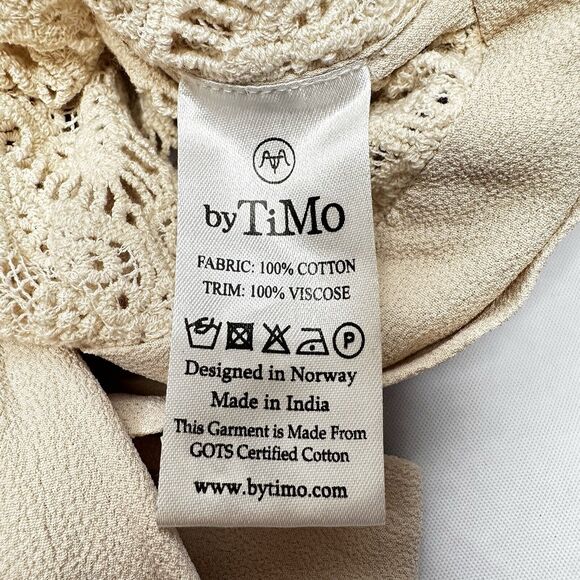 byTiMo
FABRIC: 100% COTTON
TRIM: 100% VISCOSE
P
Designed in Norway
Made in India
This Garment is Made From
GOTS Certified Cotton
www.bytimo.com